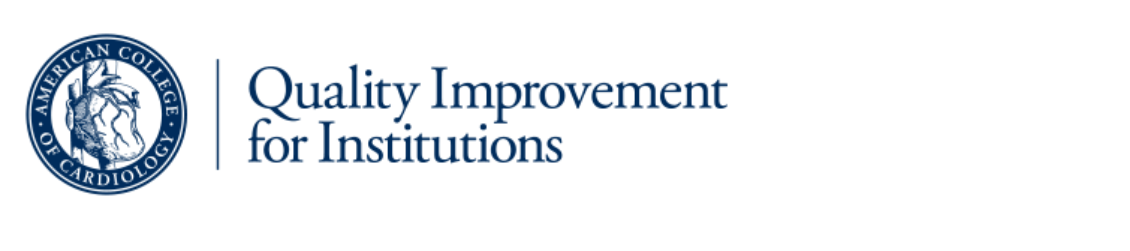 AMERICAN COLLEGE
OF CARDIOLOGY
Quality Improvement
for Institutions